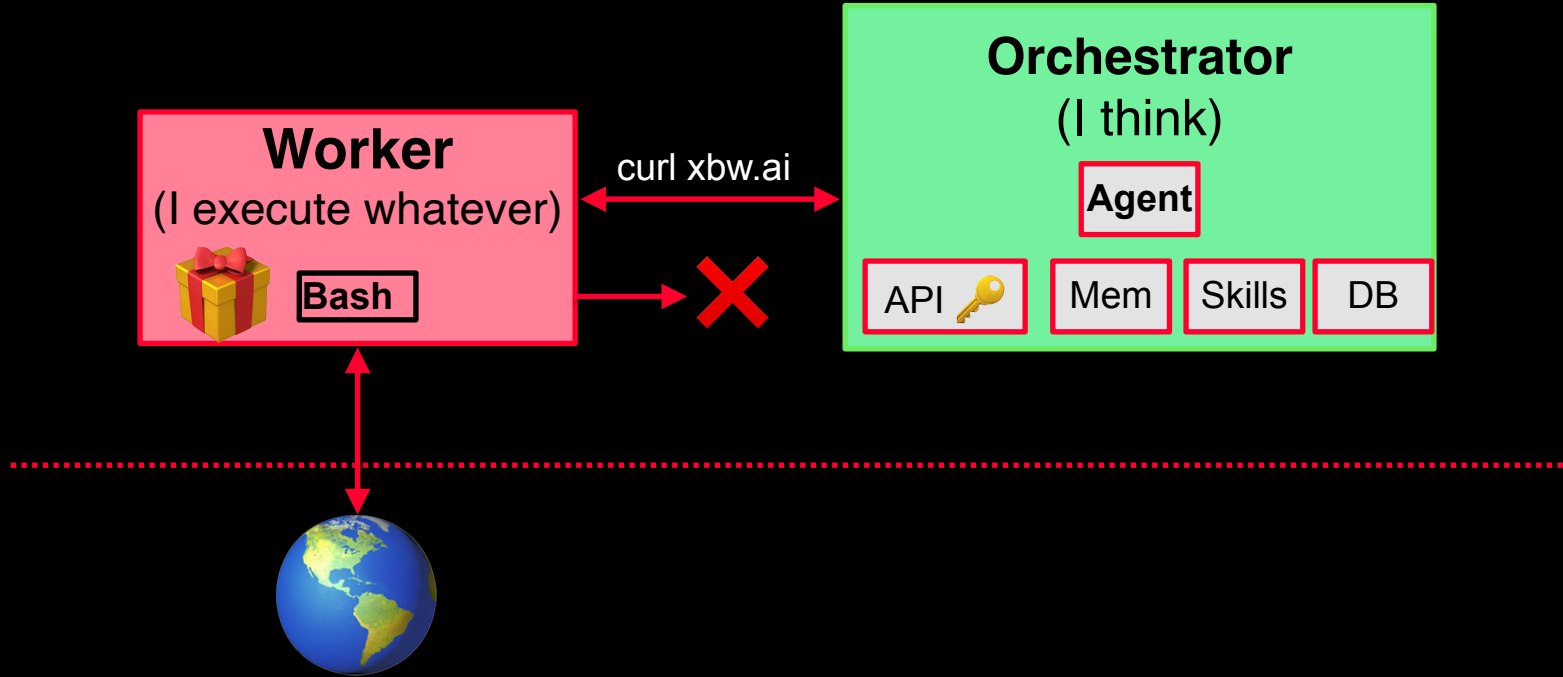 Orchestrator
(I think)
Agent
API
Mem
Skills
DB
Worker
(I execute whatever)
Bash
curl xbw.ai